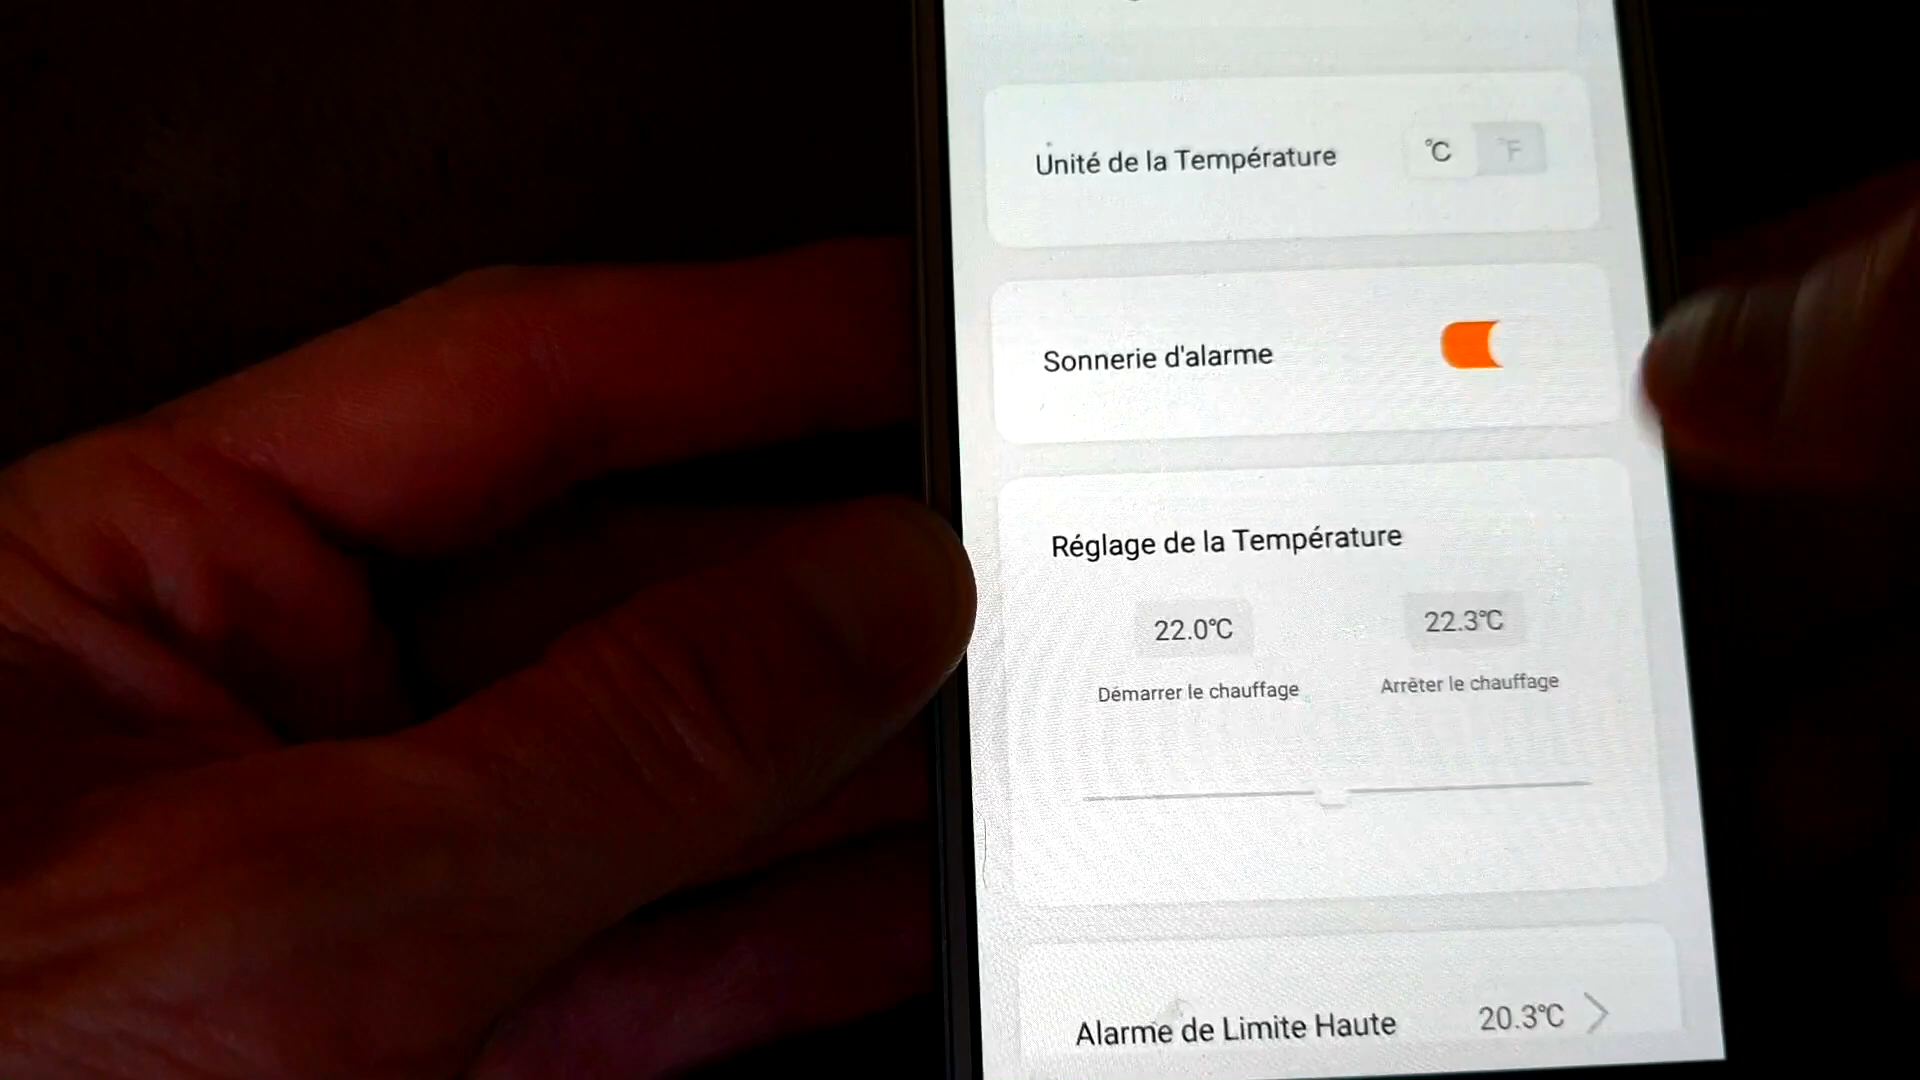 Unité de la Température °C °F
Sonnerie d'alarme
Réglage de la Température
22.0°C 22.3°C
Démarrer le chauffage Arrêter le chauffage
Alarme de Limite Haute 20.3°C